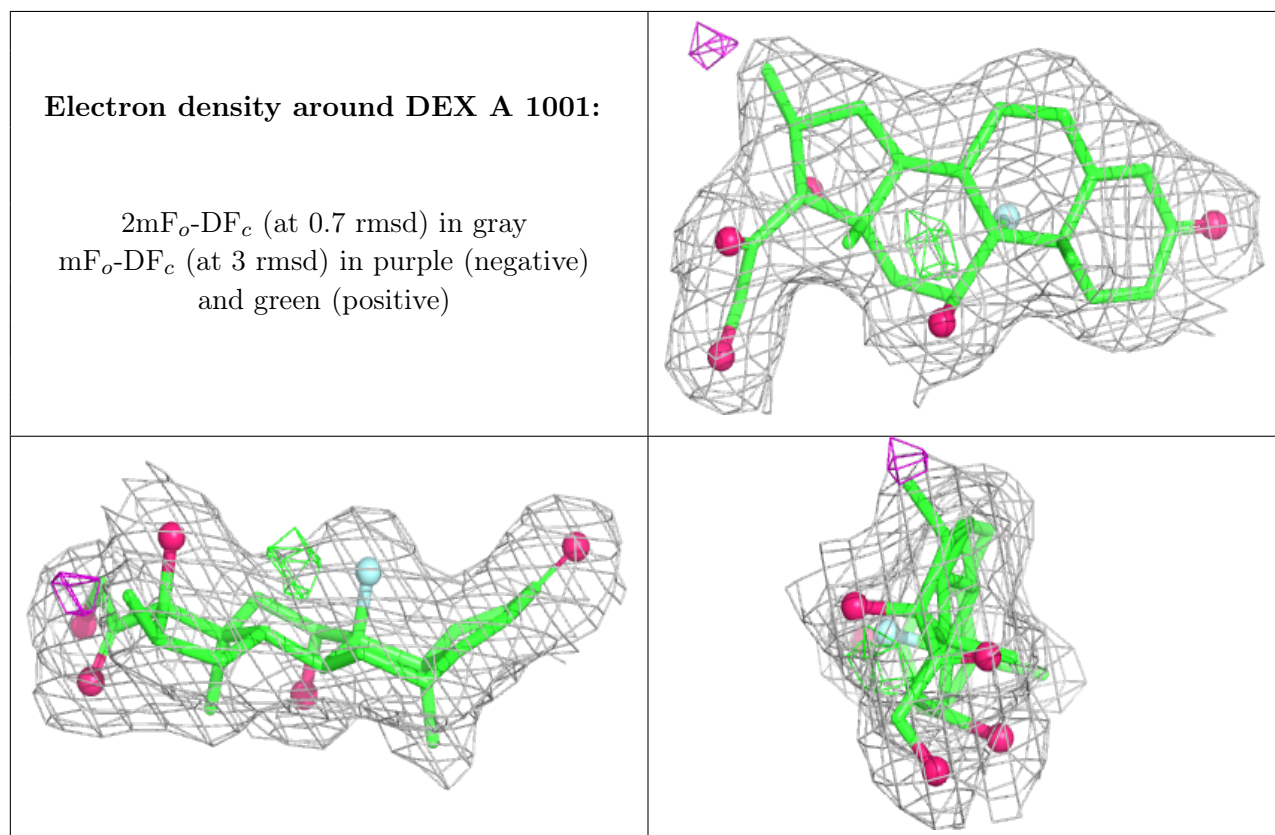 Electron density around DEX A 1001:
2mFₒ-DF𝒸 (at 0.7 rmsd) in gray
mFₒ-DF𝒸 (at 3 rmsd) in purple (negative)
and green (positive)